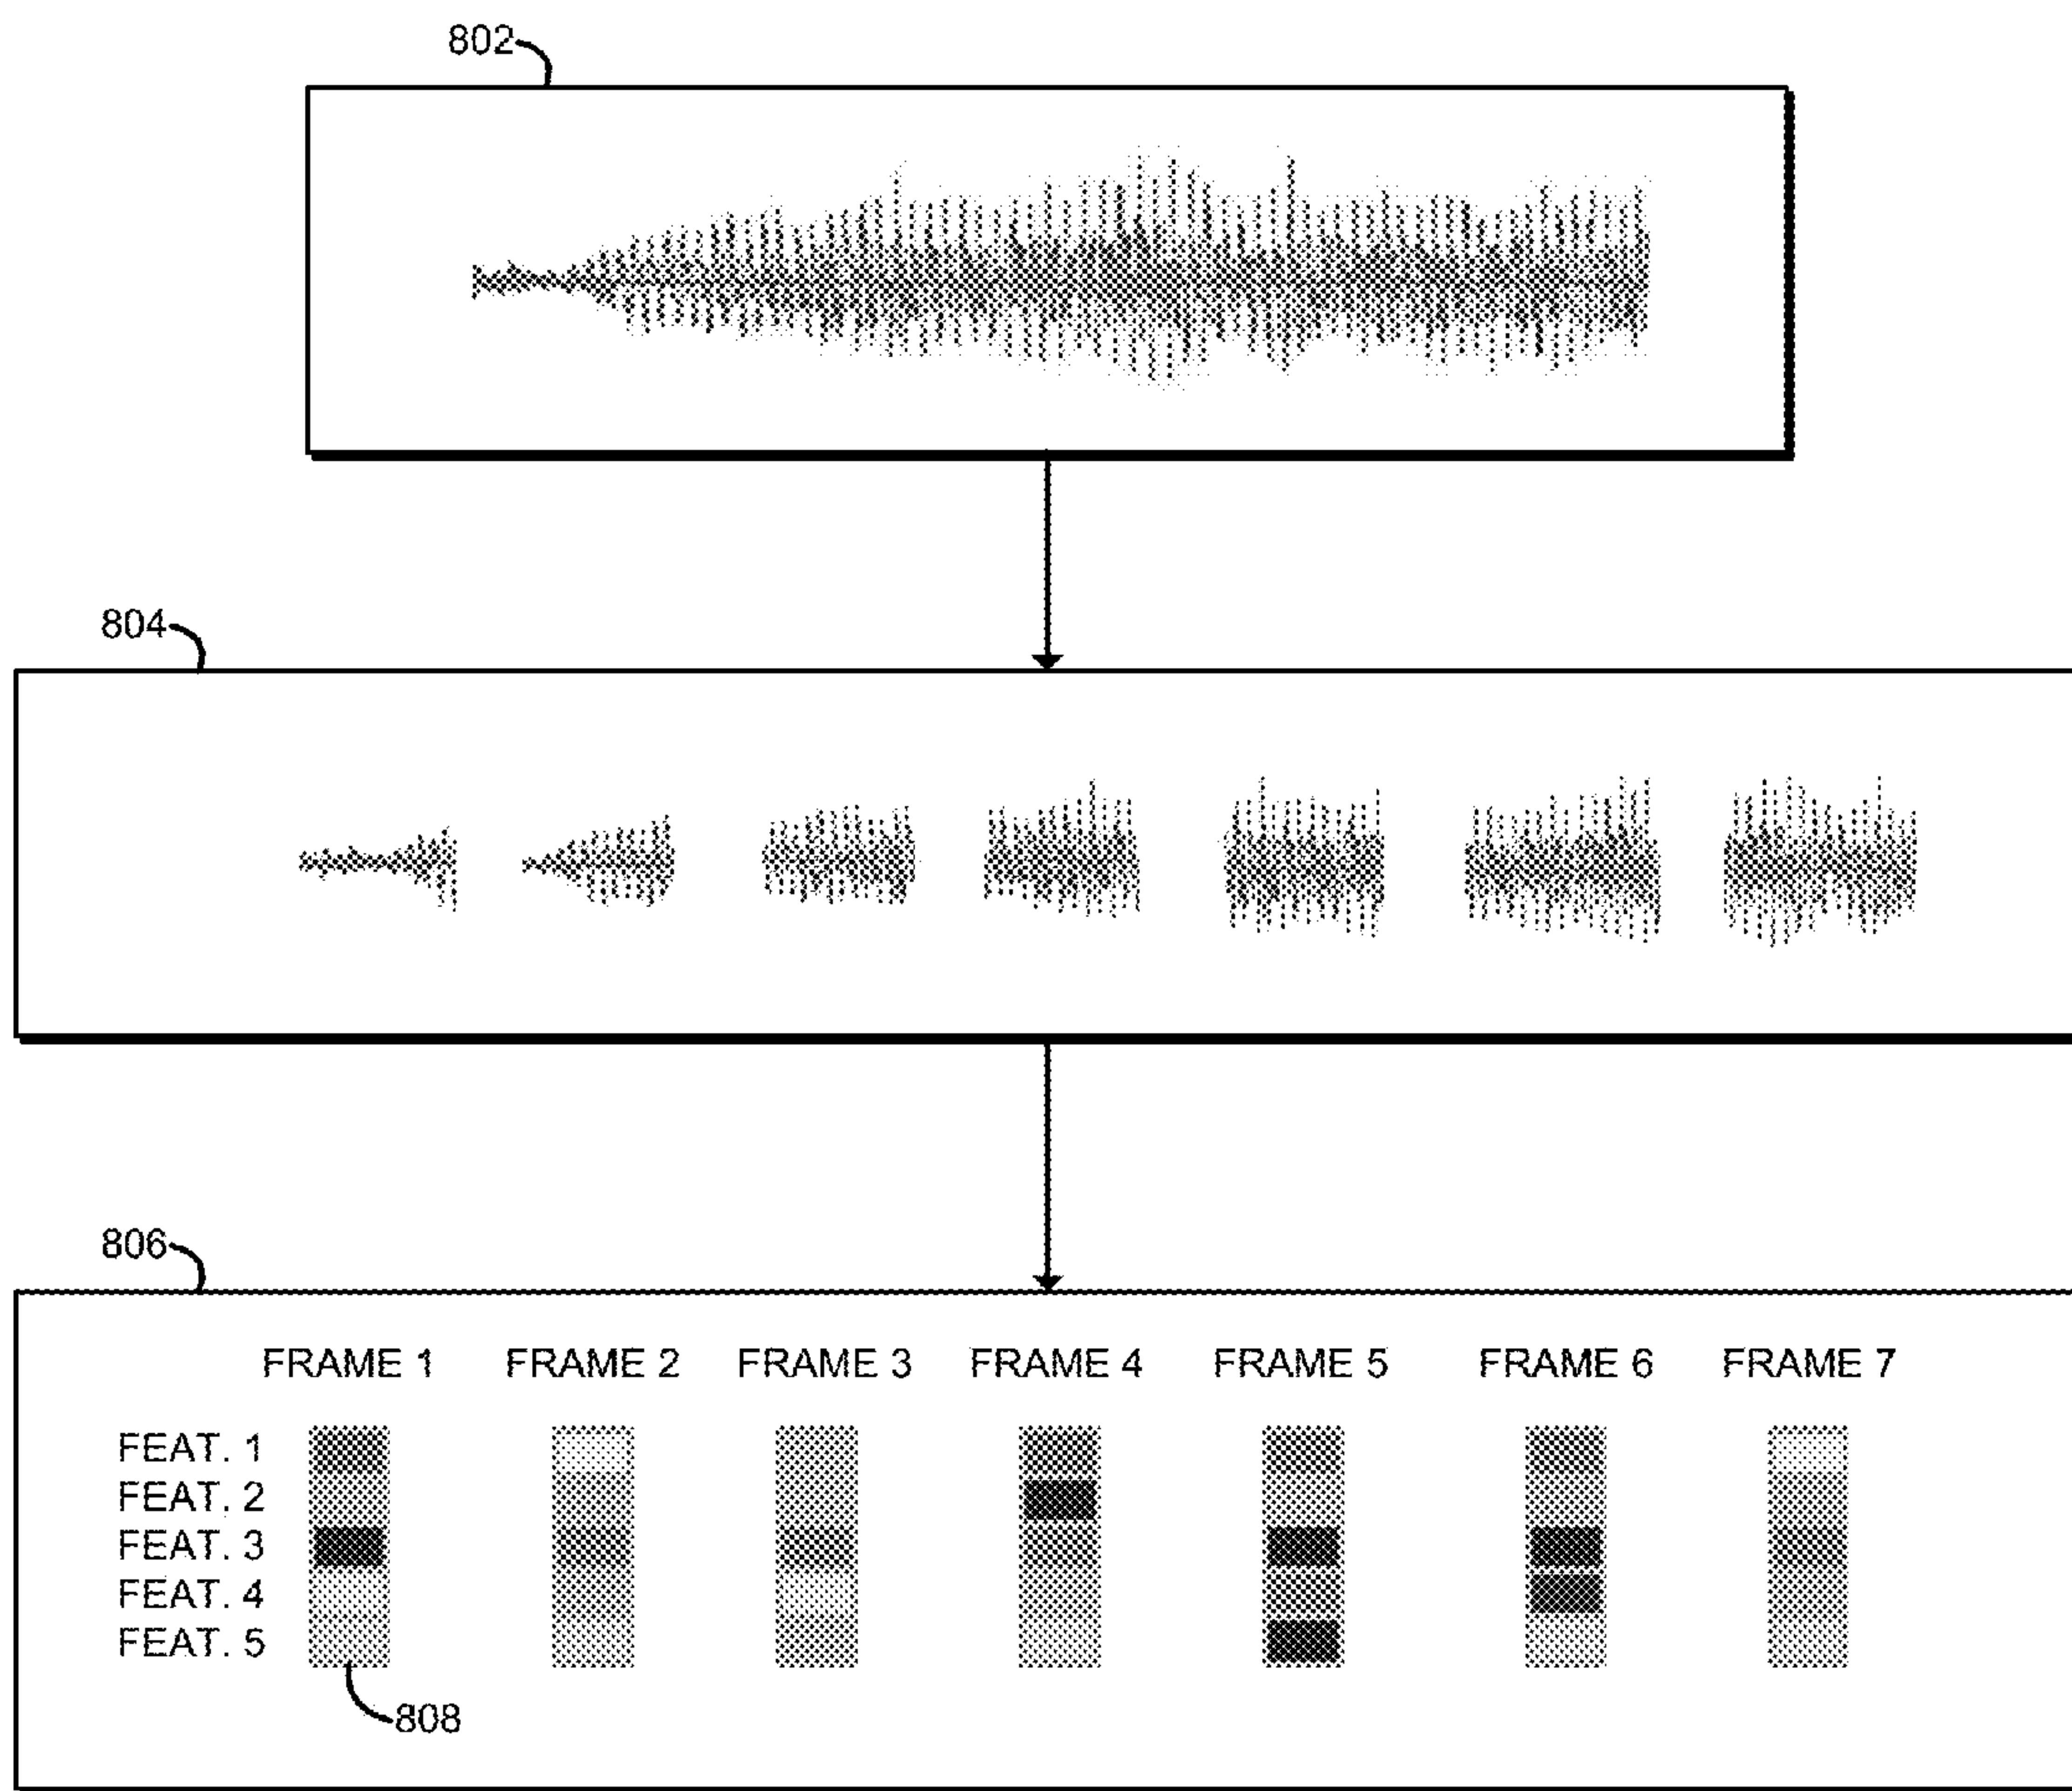 802
804
806
FRAME 1 FRAME 2 FRAME 3 FRAME 4 FRAME 5 FRAME 6 FRAME 7
FEAT. 1
FEAT. 2
FEAT. 3
FEAT. 4
FEAT. 5
808